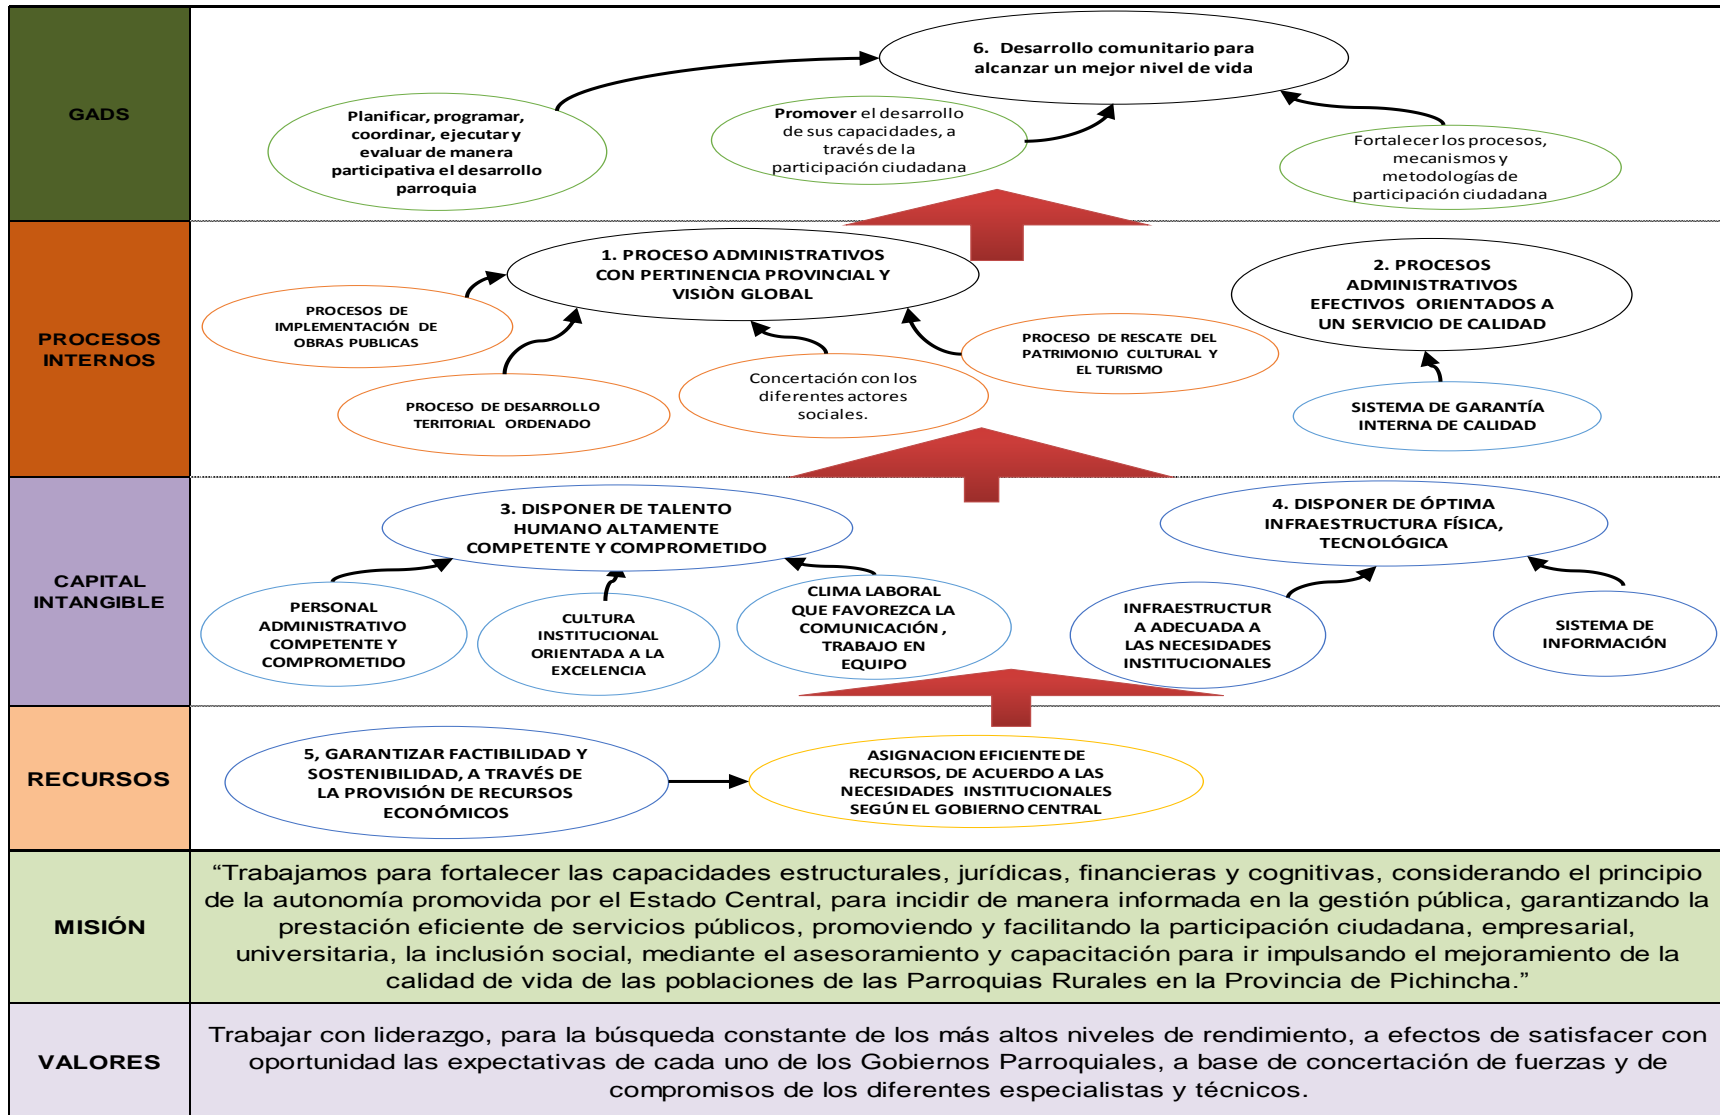 GADS
6. Desarrollo comunitario para
alcanzar un mejor nivel de vida
Planificar, programar,
coordinar, ejecutar y
evaluar de manera
participativa el desarrollo
parroquia
Promover el desarrollo
de sus capacidades, a
través de la
participación ciudadana
Fortalecer los procesos,
mecanismos y
metodologías de
participación ciudadana
PROCESOS
INTERNOS
1. PROCESO ADMINISTRATIVOS
CON PERTINENCIA PROVINCIAL Y
VISIÒN GLOBAL
2. PROCESOS
ADMINISTRATIVOS
EFECTIVOS ORIENTADOS A
UN SERVICIO DE CALIDAD
PROCESOS DE
IMPLEMENTACIÓN DE
OBRAS PUBLICAS
PROCESO DE DESARROLLO
TERITORIAL ORDENADO
Concertación con los
diferentes actores
sociales.
PROCESO DE RESCATE DEL
PATRIMONIO CULTURAL Y
EL TURISMO
SISTEMA DE GARANTÍA
INTERNA DE CALIDAD
CAPITAL
INTANGIBLE
3. DISPONER DE TALENTO
HUMANO ALTAMENTE
COMPETENTE Y COMPROMETIDO
4. DISPONER DE ÓPTIMA
INFRAESTRUCTURA FÍSICA,
TECNOLÓGICA
PERSONAL
ADMINISTRATIVO
COMPETENTE Y
COMPROMETIDO
CULTURA
INSTITUCIONAL
ORIENTADA A LA
EXCELENCIA
CLIMA LABORAL
QUE FAVOREZCA LA
COMUNICACIÓN ,
TRABAJO EN
EQUIPO
INFRAESTRUCTUR
A ADECUADA A
LAS NECESIDADES
INSTITUCIONALES
SISTEMA DE
INFORMACIÓN
RECURSOS
5, GARANTIZAR FACTIBILIDAD Y
SOSTENIBILIDAD, A TRAVÉS DE
LA PROVISIÓN DE RECURSOS
ECONÓMICOS
ASIGNACION EFICIENTE DE
RECURSOS, DE ACUERDO A LAS
NECESIDADES INSTITUCIONALES
SEGÚN EL GOBIERNO CENTRAL
MISIÓN
“Trabajamos para fortalecer las capacidades estructurales, jurídicas, financieras y cognitivas, considerando el principio
de la autonomía promovida por el Estado Central, para incidir de manera informada en la gestión pública, garantizando la
prestación eficiente de servicios públicos, promoviendo y facilitando la participación ciudadana, empresarial,
universitaria, la inclusión social, mediante el asesoramiento y capacitación para ir impulsando el mejoramiento de la
calidad de vida de las poblaciones de las Parroquias Rurales en la Provincia de Pichincha.”
VALORES
Trabajar con liderazgo, para la búsqueda constante de los más altos niveles de rendimiento, a efectos de satisfacer con
oportunidad las expectativas de cada uno de los Gobiernos Parroquiales, a base de concertación de fuerzas y de
compromisos de los diferentes especialistas y técnicos.